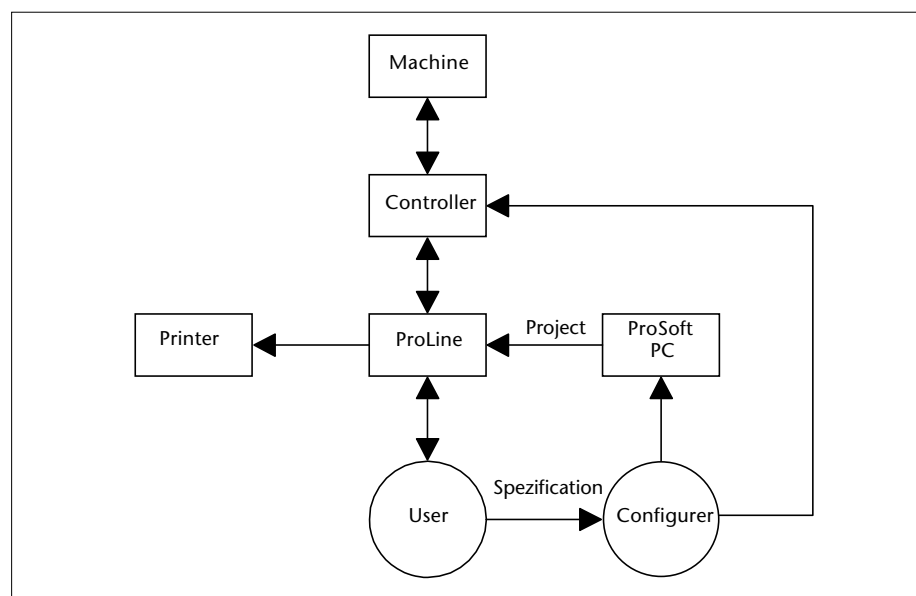 Machine
Controller
Printer
ProLine
Project
ProSoft
PC
User
Spezification
Configurer